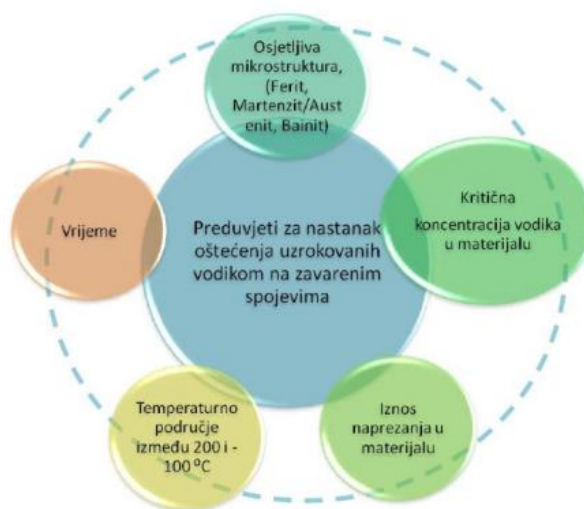 Osjetljiva
mikrostruktura,
(Ferit,
Martenzit/Aust
enit, Bainit)
Kritična
koncentracija vodika
u materijalu
Vrijeme
Preduvjeti za nastanak
oštećenja uzrokovanih
vodikom na zavarenim
spojevima
Temperaturno
područje
između 200 i -
100 ⁰C
Iznos
naprezanja u
materijalu